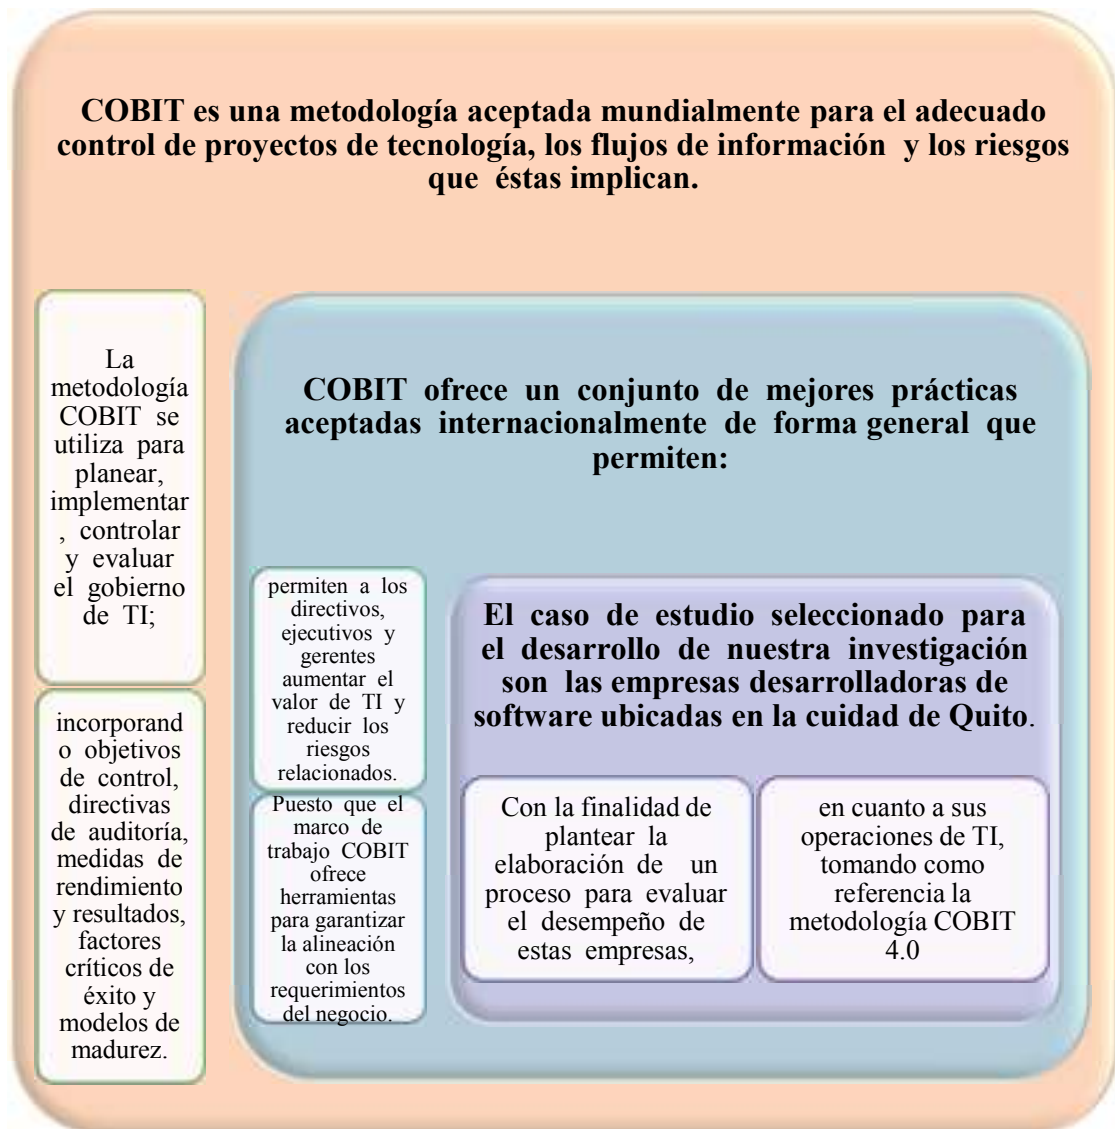 COBIT es una metodología aceptada mundialmente para el adecuado
control de proyectos de tecnología, los flujos de información y los riesgos
que éstas implican.
La
metodología
COBIT se
utiliza para
planear,
implementar
, controlar
y evaluar
el gobierno
de TI;
incorporand
o objetivos
de control,
directivas
de auditoría,
medidas de
rendimiento
y resultados,
factores
críticos de
éxito y
modelos de
madurez.
COBIT ofrece un conjunto de mejores prácticas
aceptadas internacionalmente de forma general que
permiten:
permiten a los
directivos,
ejecutivos y
gerentes
aumentar el
valor de TI y
reducir los
riesgos
relacionados.
Puesto que el
marco de
trabajo COBIT
ofrece
herramientas
para garantizar
la alineación
con los
requerimientos
del negocio.
El caso de estudio seleccionado para
el desarrollo de nuestra investigación
son las empresas desarrolladoras de
software ubicadas en la cuidad de Quito.
Con la finalidad de
plantear la
elaboración de un
proceso para evaluar
el desempeño de
estas empresas,
en cuanto a sus
operaciones de TI,
tomando como
referencia la
metodología COBIT
4.0